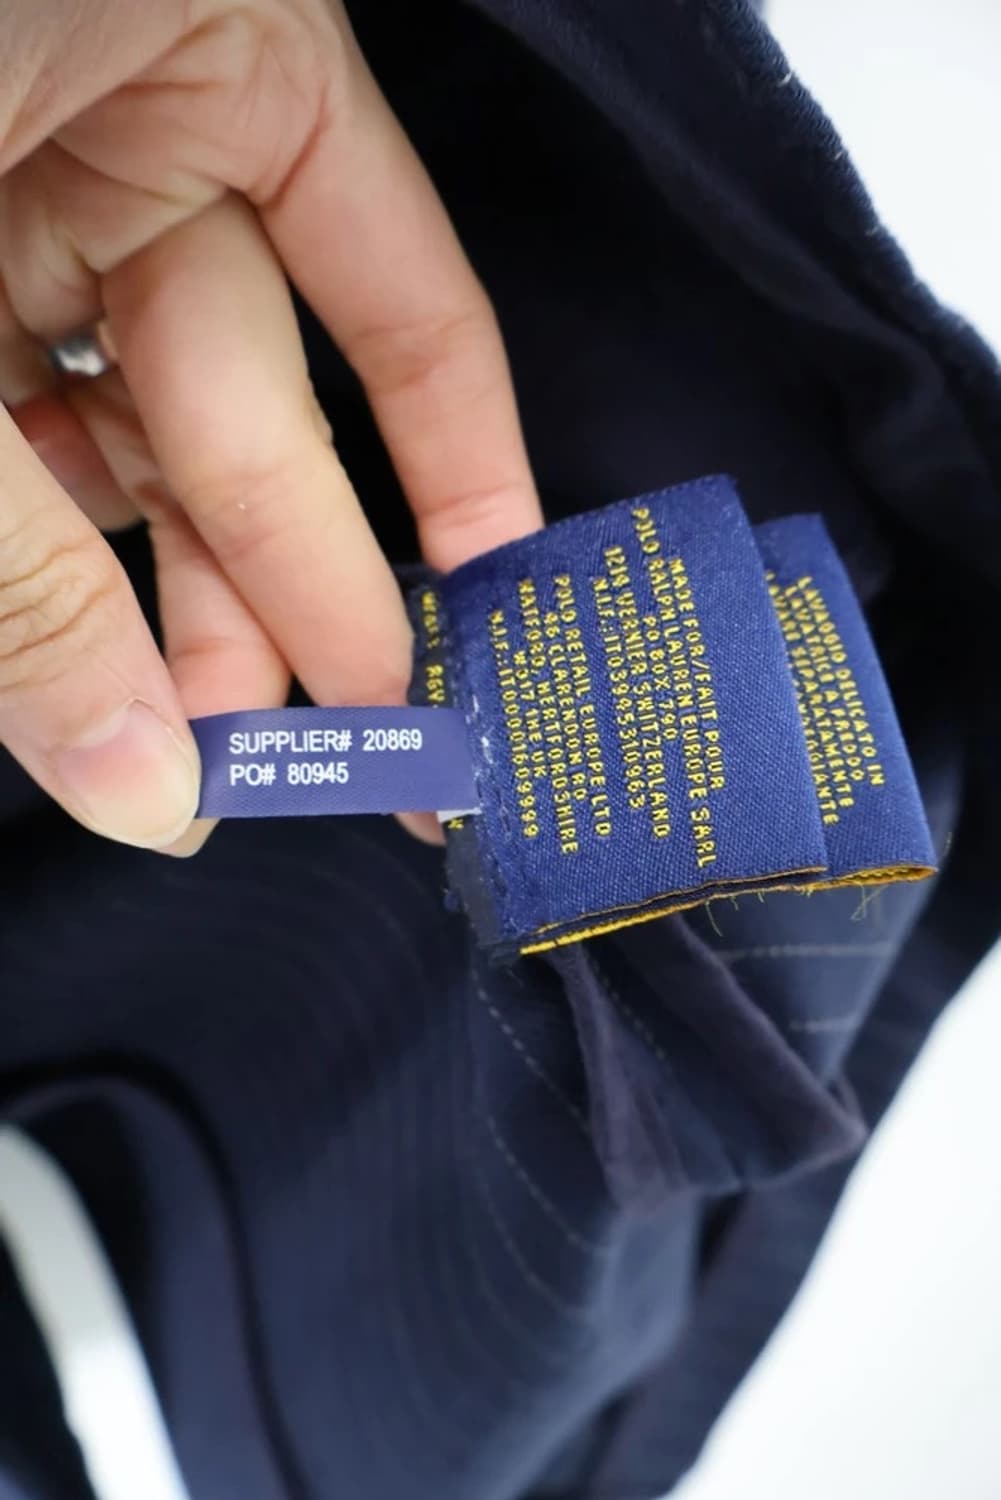 SUPPLIER# 20869
PO# 80945
MADE FOR/FAIT POUR
POLO RALPH LAUREN EUROPE SARL
PO BOX 790
1214 VERNIER SWITZERLAND
N.I.F.:IT03945310963
POLO RETAIL EUROPE LTD
46 CLARENDON RD
WATFORD, HERTFORDSHIRE
WD17 1HE UK
N.I.F.:IT00001609999
LAVAGGIO DELICATO IN
LAVATRICE A FREDDO
LAVARE SEPARATAMENTE